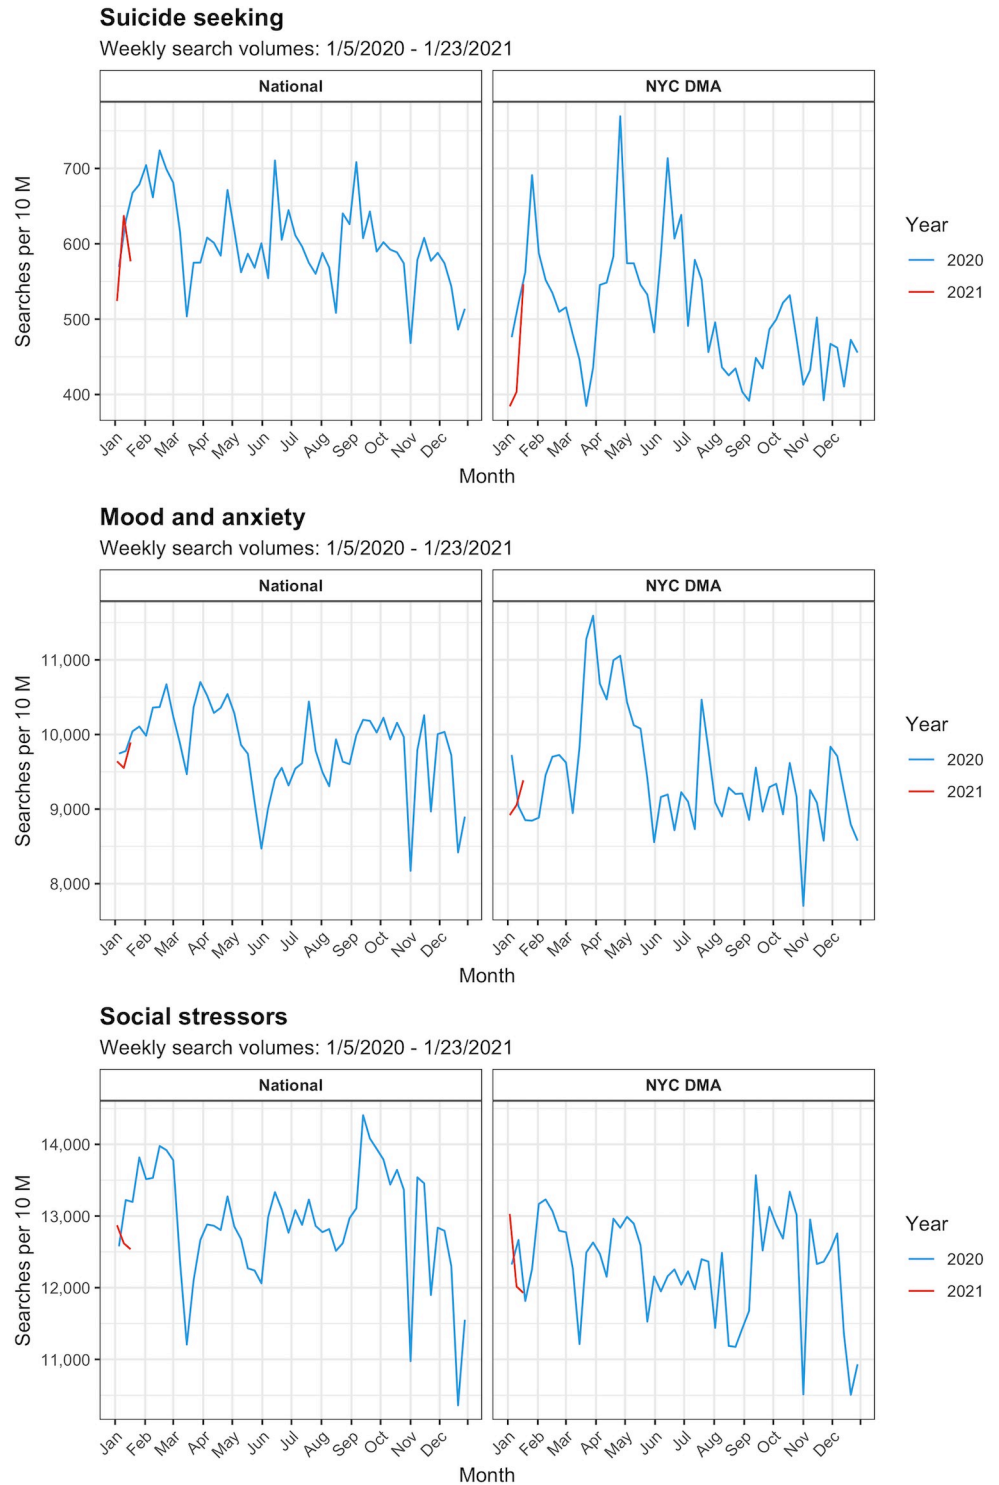 Suicide seeking
Weekly search volumes: 1/5/2020 - 1/23/2021
National
NYC DMA
Searches per 10 M
700
600
500
400
Jan Feb Mar Apr May Jun Jul Aug Sep Oct Nov Dec
Jan Feb Mar Apr May Jun Jul Aug Sep Oct Nov Dec
Month
Year
2020
2021
Mood and anxiety
Weekly search volumes: 1/5/2020 - 1/23/2021
National
NYC DMA
Searches per 10 M
11,000
10,000
9,000
8,000
Jan Feb Mar Apr May Jun Jul Aug Sep Oct Nov Dec
Jan Feb Mar Apr May Jun Jul Aug Sep Oct Nov Dec
Month
Year
2020
2021
Social stressors
Weekly search volumes: 1/5/2020 - 1/23/2021
National
NYC DMA
Searches per 10 M
14,000
13,000
12,000
11,000
Jan Feb Mar Apr May Jun Jul Aug Sep Oct Nov Dec
Jan Feb Mar Apr May Jun Jul Aug Sep Oct Nov Dec
Month
Year
2020
2021